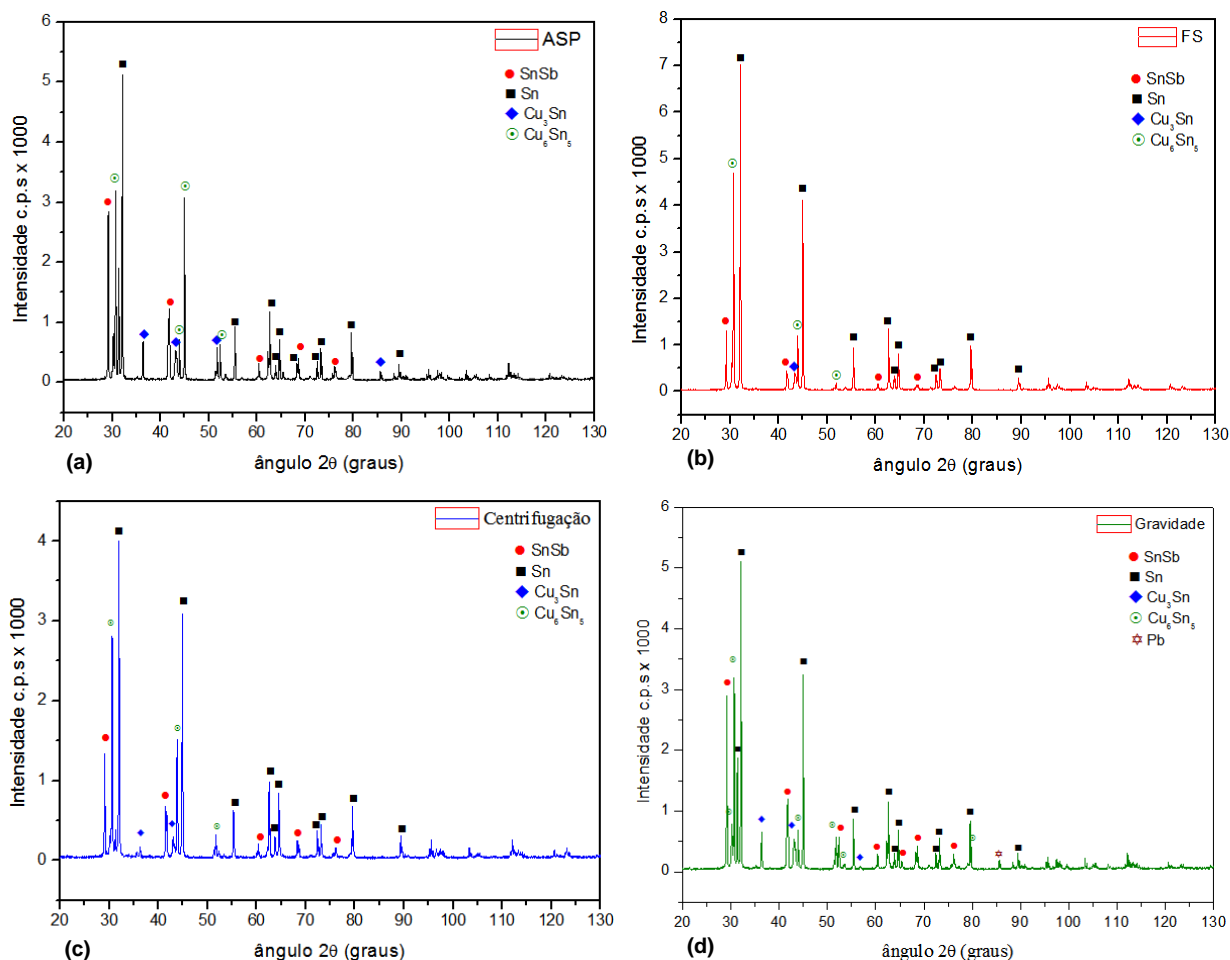 ASP
SnSb
Sn
Cu3Sn
Cu6Sn5
Intensidade c.p.s x 1000
6
5
4
3
2
1
0
20 30 40 50 60 70 80 90 100 110 120 130
ângulo 2θ (graus)
(a)
FS
SnSb
Sn
Cu3Sn
Cu6Sn5
Intensidade c.p.s x 1000
8
7
6
5
4
3
2
1
0
20 30 40 50 60 70 80 90 100 110 120 130
ângulo 2θ (graus)
(b)
Centrifugação
SnSb
Sn
Cu3Sn
Cu6Sn5
Intensidade c.p.s x 1000
4
3
2
1
0
20 30 40 50 60 70 80 90 100 110 120 130
ângulo 2θ (graus)
(c)
Gravidade
SnSb
Sn
Cu3Sn
Cu6Sn5
Pb
Intensidade c.p.s x 1000
6
5
4
3
2
1
0
20 30 40 50 60 70 80 90 100 110 120 130
ângulo 2θ (graus)
(d)